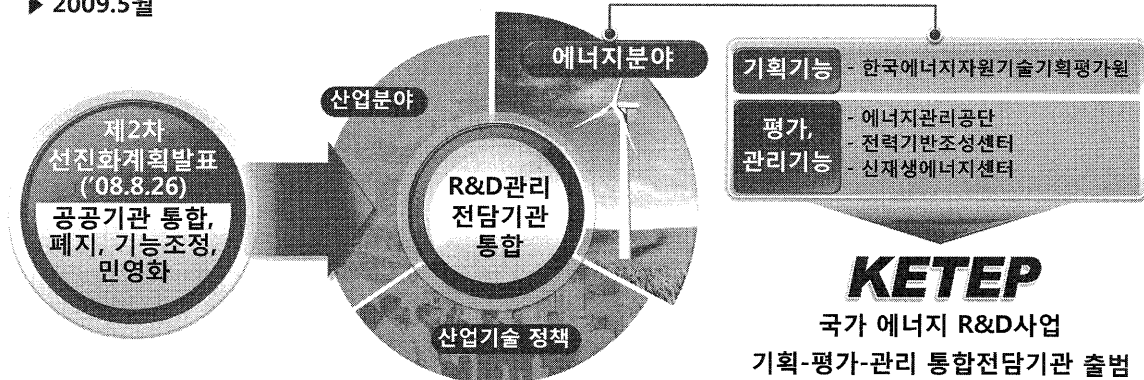 ▶ 2009.5월
제2차
선진화계획발표
('08.8.26)
공공기관 통합,
폐지, 기능조정,
민영화
산업분야
에너지분야
R&D관리
전담기관
통합
산업기술 정책
기획기능
- 한국에너지자원기술기획평가원
평가,
관리기능
- 에너지관리공단
- 전력기반조성센터
- 신재생에너지센터
KETEP
국가 에너지 R&D사업
기획-평가-관리 통합전담기관 출범